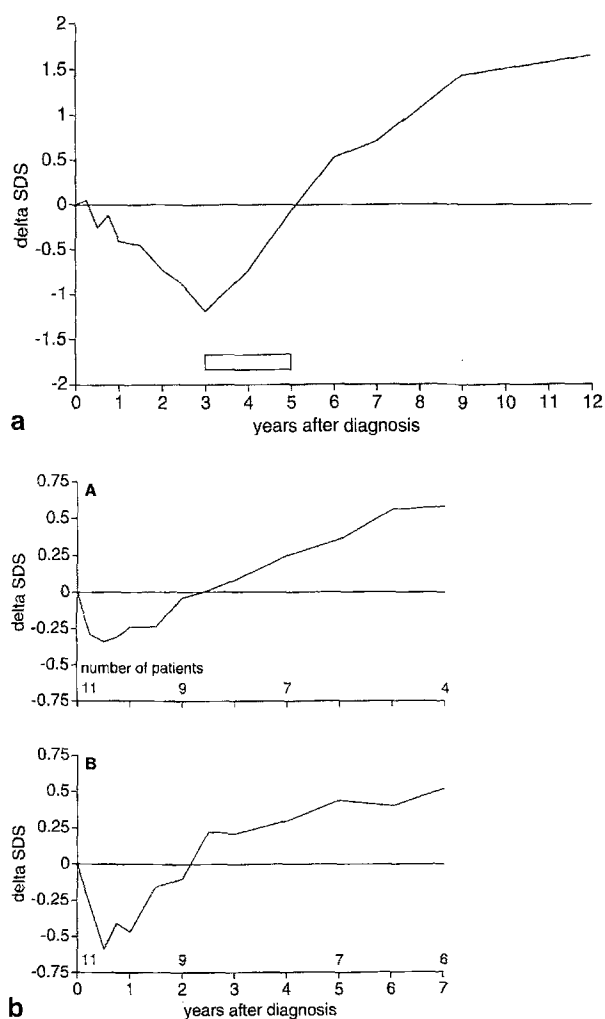 2
1.5
1
0.5
0
-0.5
-1
-1.5
-2
delta SDS
0 1 2 3 4 5 6 7 8 9 10 11 12
years after diagnosis
a
0.75
0.5
0.25
0
-0.25
-0.5
-0.75
delta SDS
A
number of patients
11 9 7 4
0.75
0.5
0.25
0
-0.25
-0.5
-0.75
delta SDS
B
11 9 7 6
0 1 2 3 4 5 6 7
years after diagnosis
b